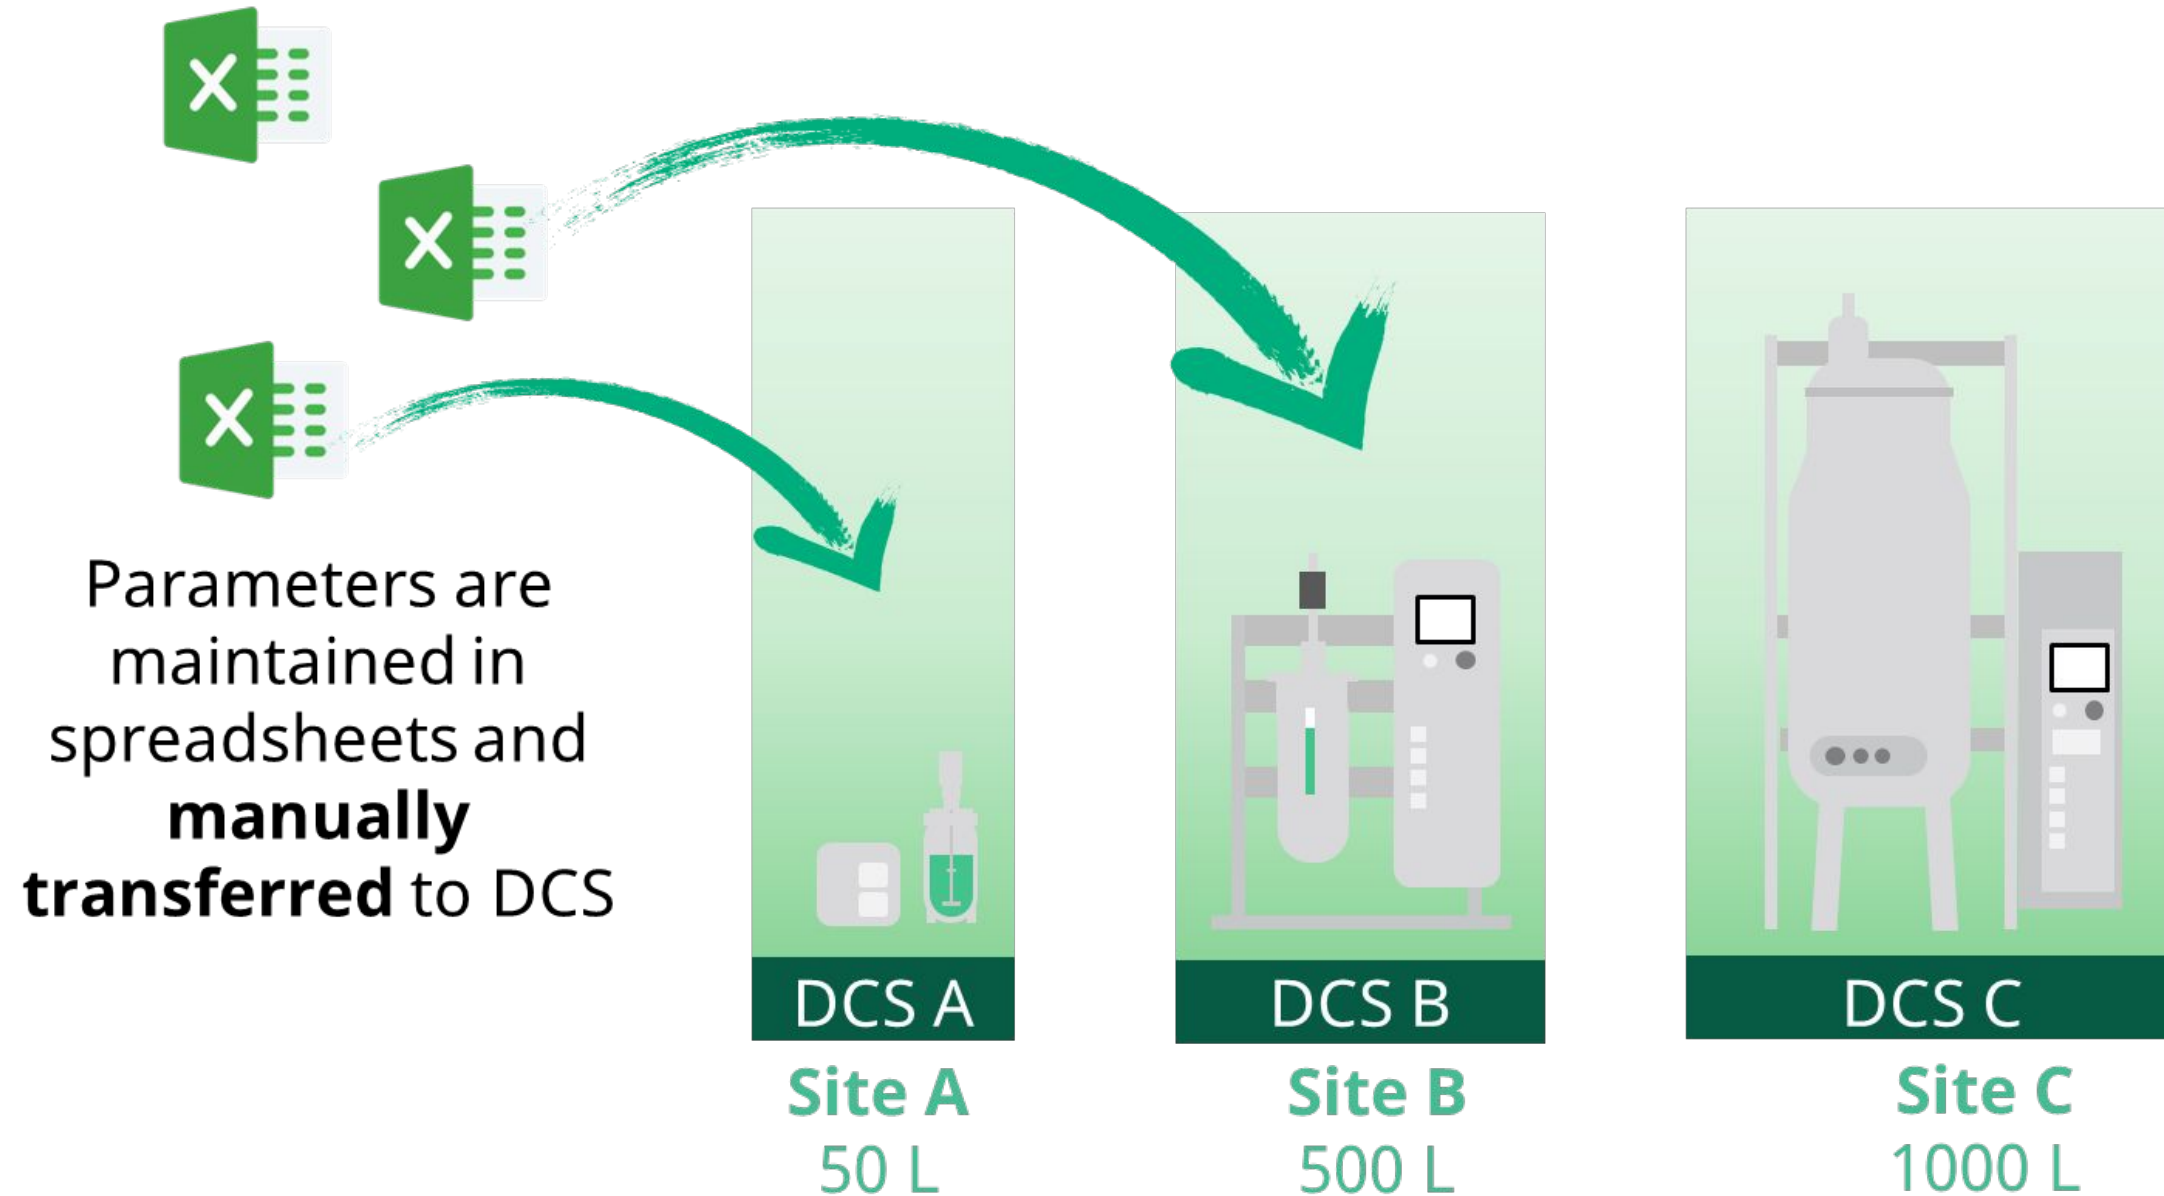 X
X
X
Parameters are
maintained in
spreadsheets and
manually
transferred to DCS
DCS A
Site A
50 L
DCS B
Site B
500 L
DCS C
Site C
1000 L